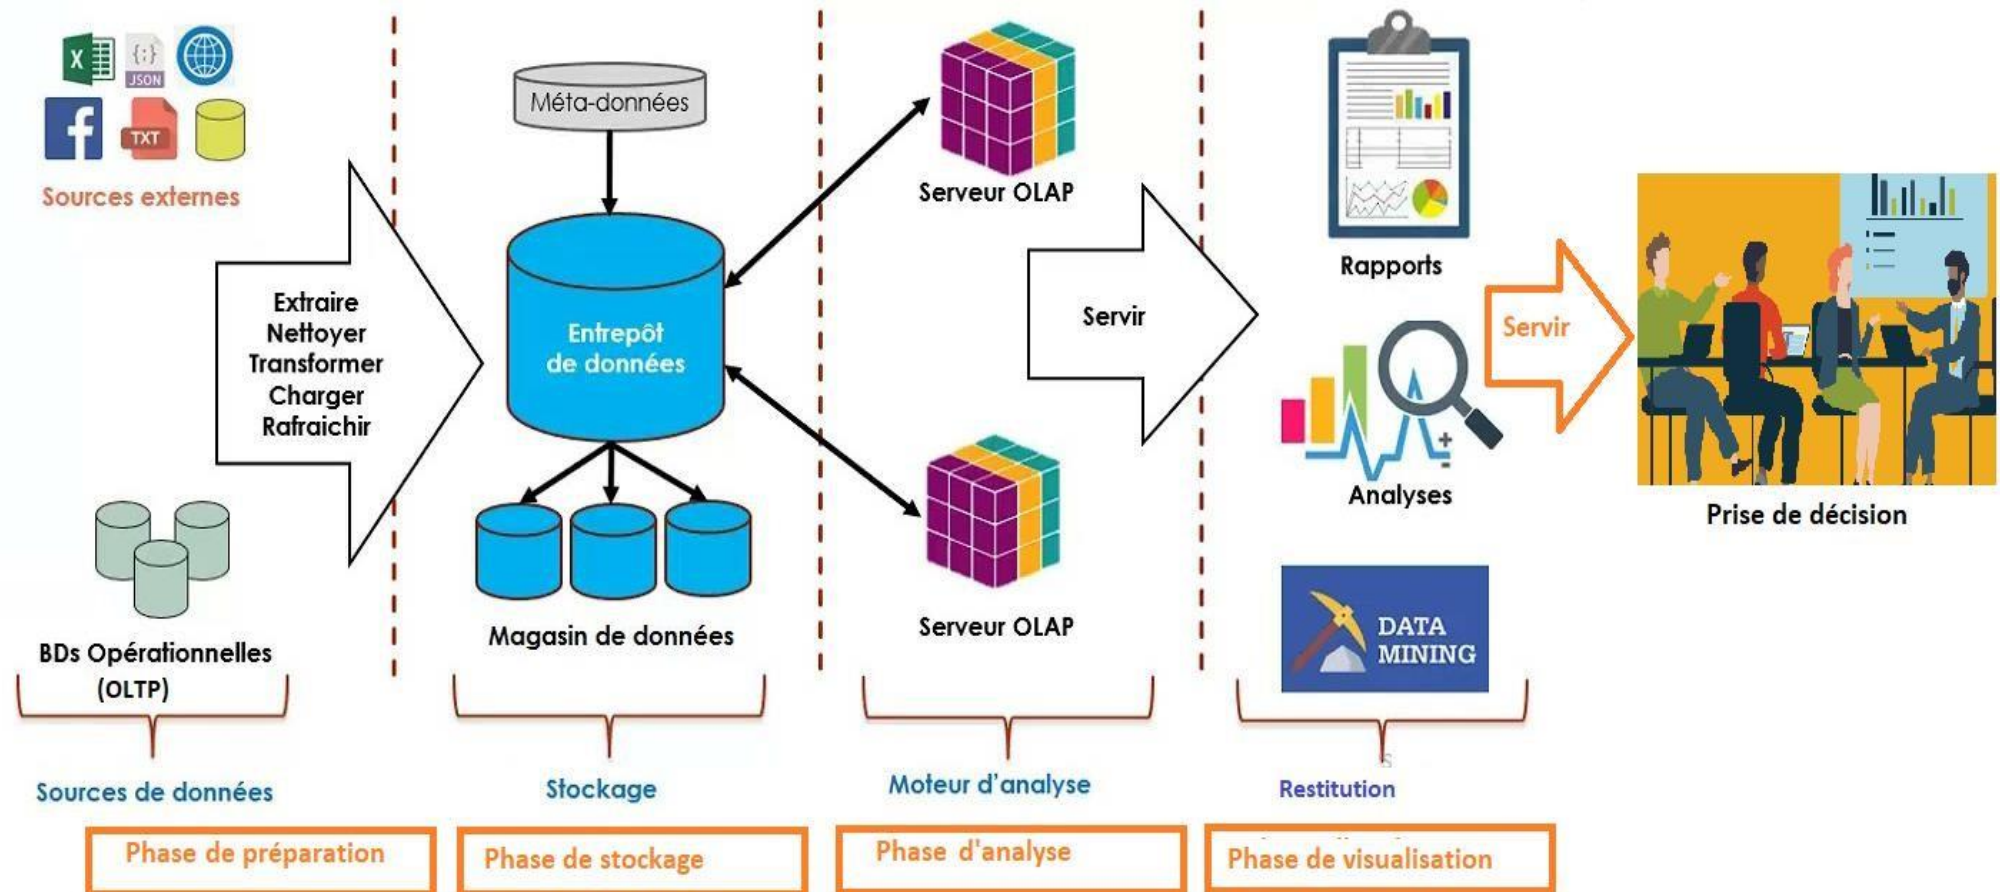 X
{:}
JSON
f
TXT
Sources externes
Extraire
Nettoyer
Transformer
Charger
Rafraichir
BDs Opérationnelles
(OLTP)
Sources de données
Phase de préparation
Méta-données
Entrepôt
de données
Magasin de données
Stockage
Phase de stockage
Serveur OLAP
Serveur OLAP
Moteur d'analyse
Phase d'analyse
Servir
Rapports
Analyses
DATA
MINING
Restitution
s
Phase de visualisation
Servir
Prise de décision